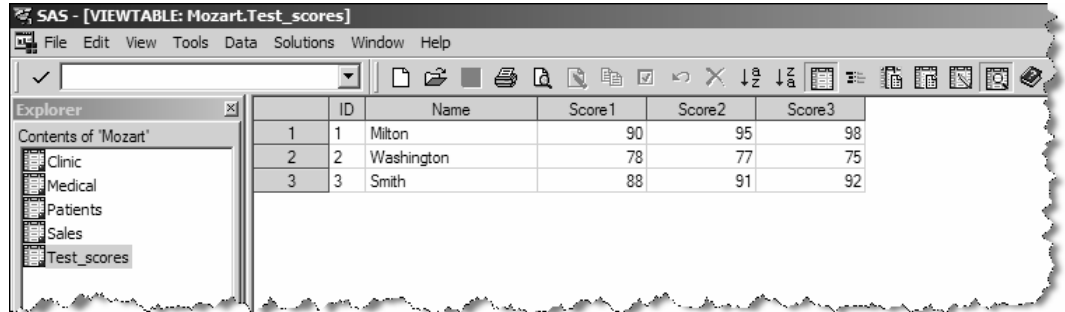 SAS - [VIEWTABLE: Mozart.Test_scores]
File Edit View Tools Data Solutions Window Help
Explorer
Contents of 'Mozart'
Clinic
Medical
Patients
Sales
Test_scores
ID Name Score1 Score2 Score3
1 1 Milton 90 95 98
2 2 Washington 78 77 75
3 3 Smith 88 91 92